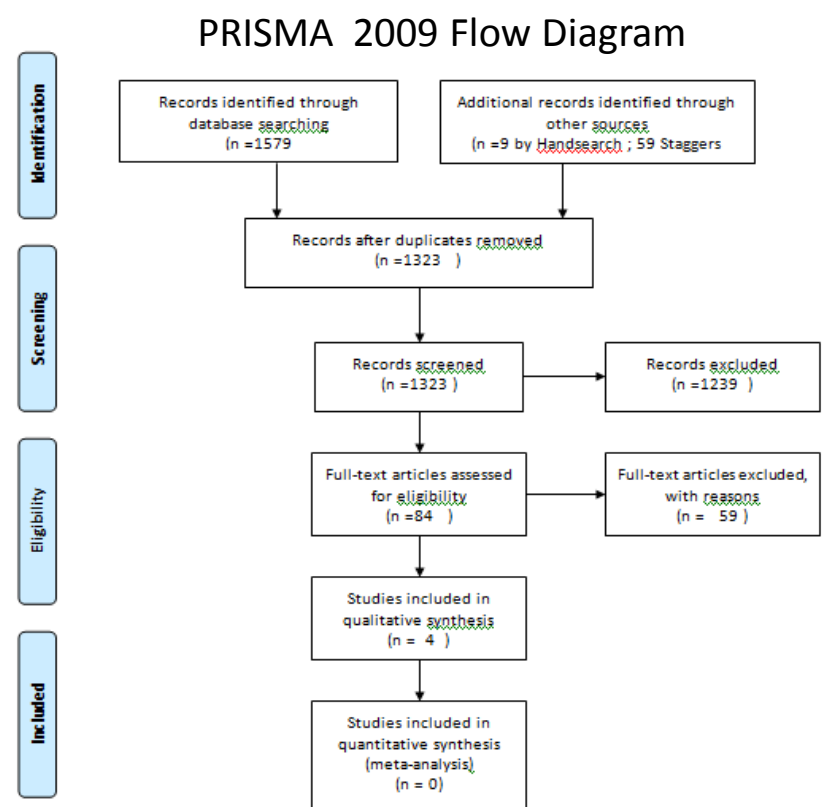 PRISMA 2009 Flow Diagram
Identification
Records identified through
database searching
(n =1579
Additional records identified through
other sources
(n =9 by Handsearch ; 59 Staggers
Records after duplicates removed
(n =1323 )
Screening
Records screened
(n =1323 )
Records excluded
(n =1239 )
Eligibility
Full-text articles assessed
for eligibility
(n =84 )
Full-text articles excluded,
with reasons
(n = 59 )
Studies included in
qualitative synthesis
(n = 4 )
Included
Studies included in
quantitative synthesis
(meta-analysis)
(n = 0)